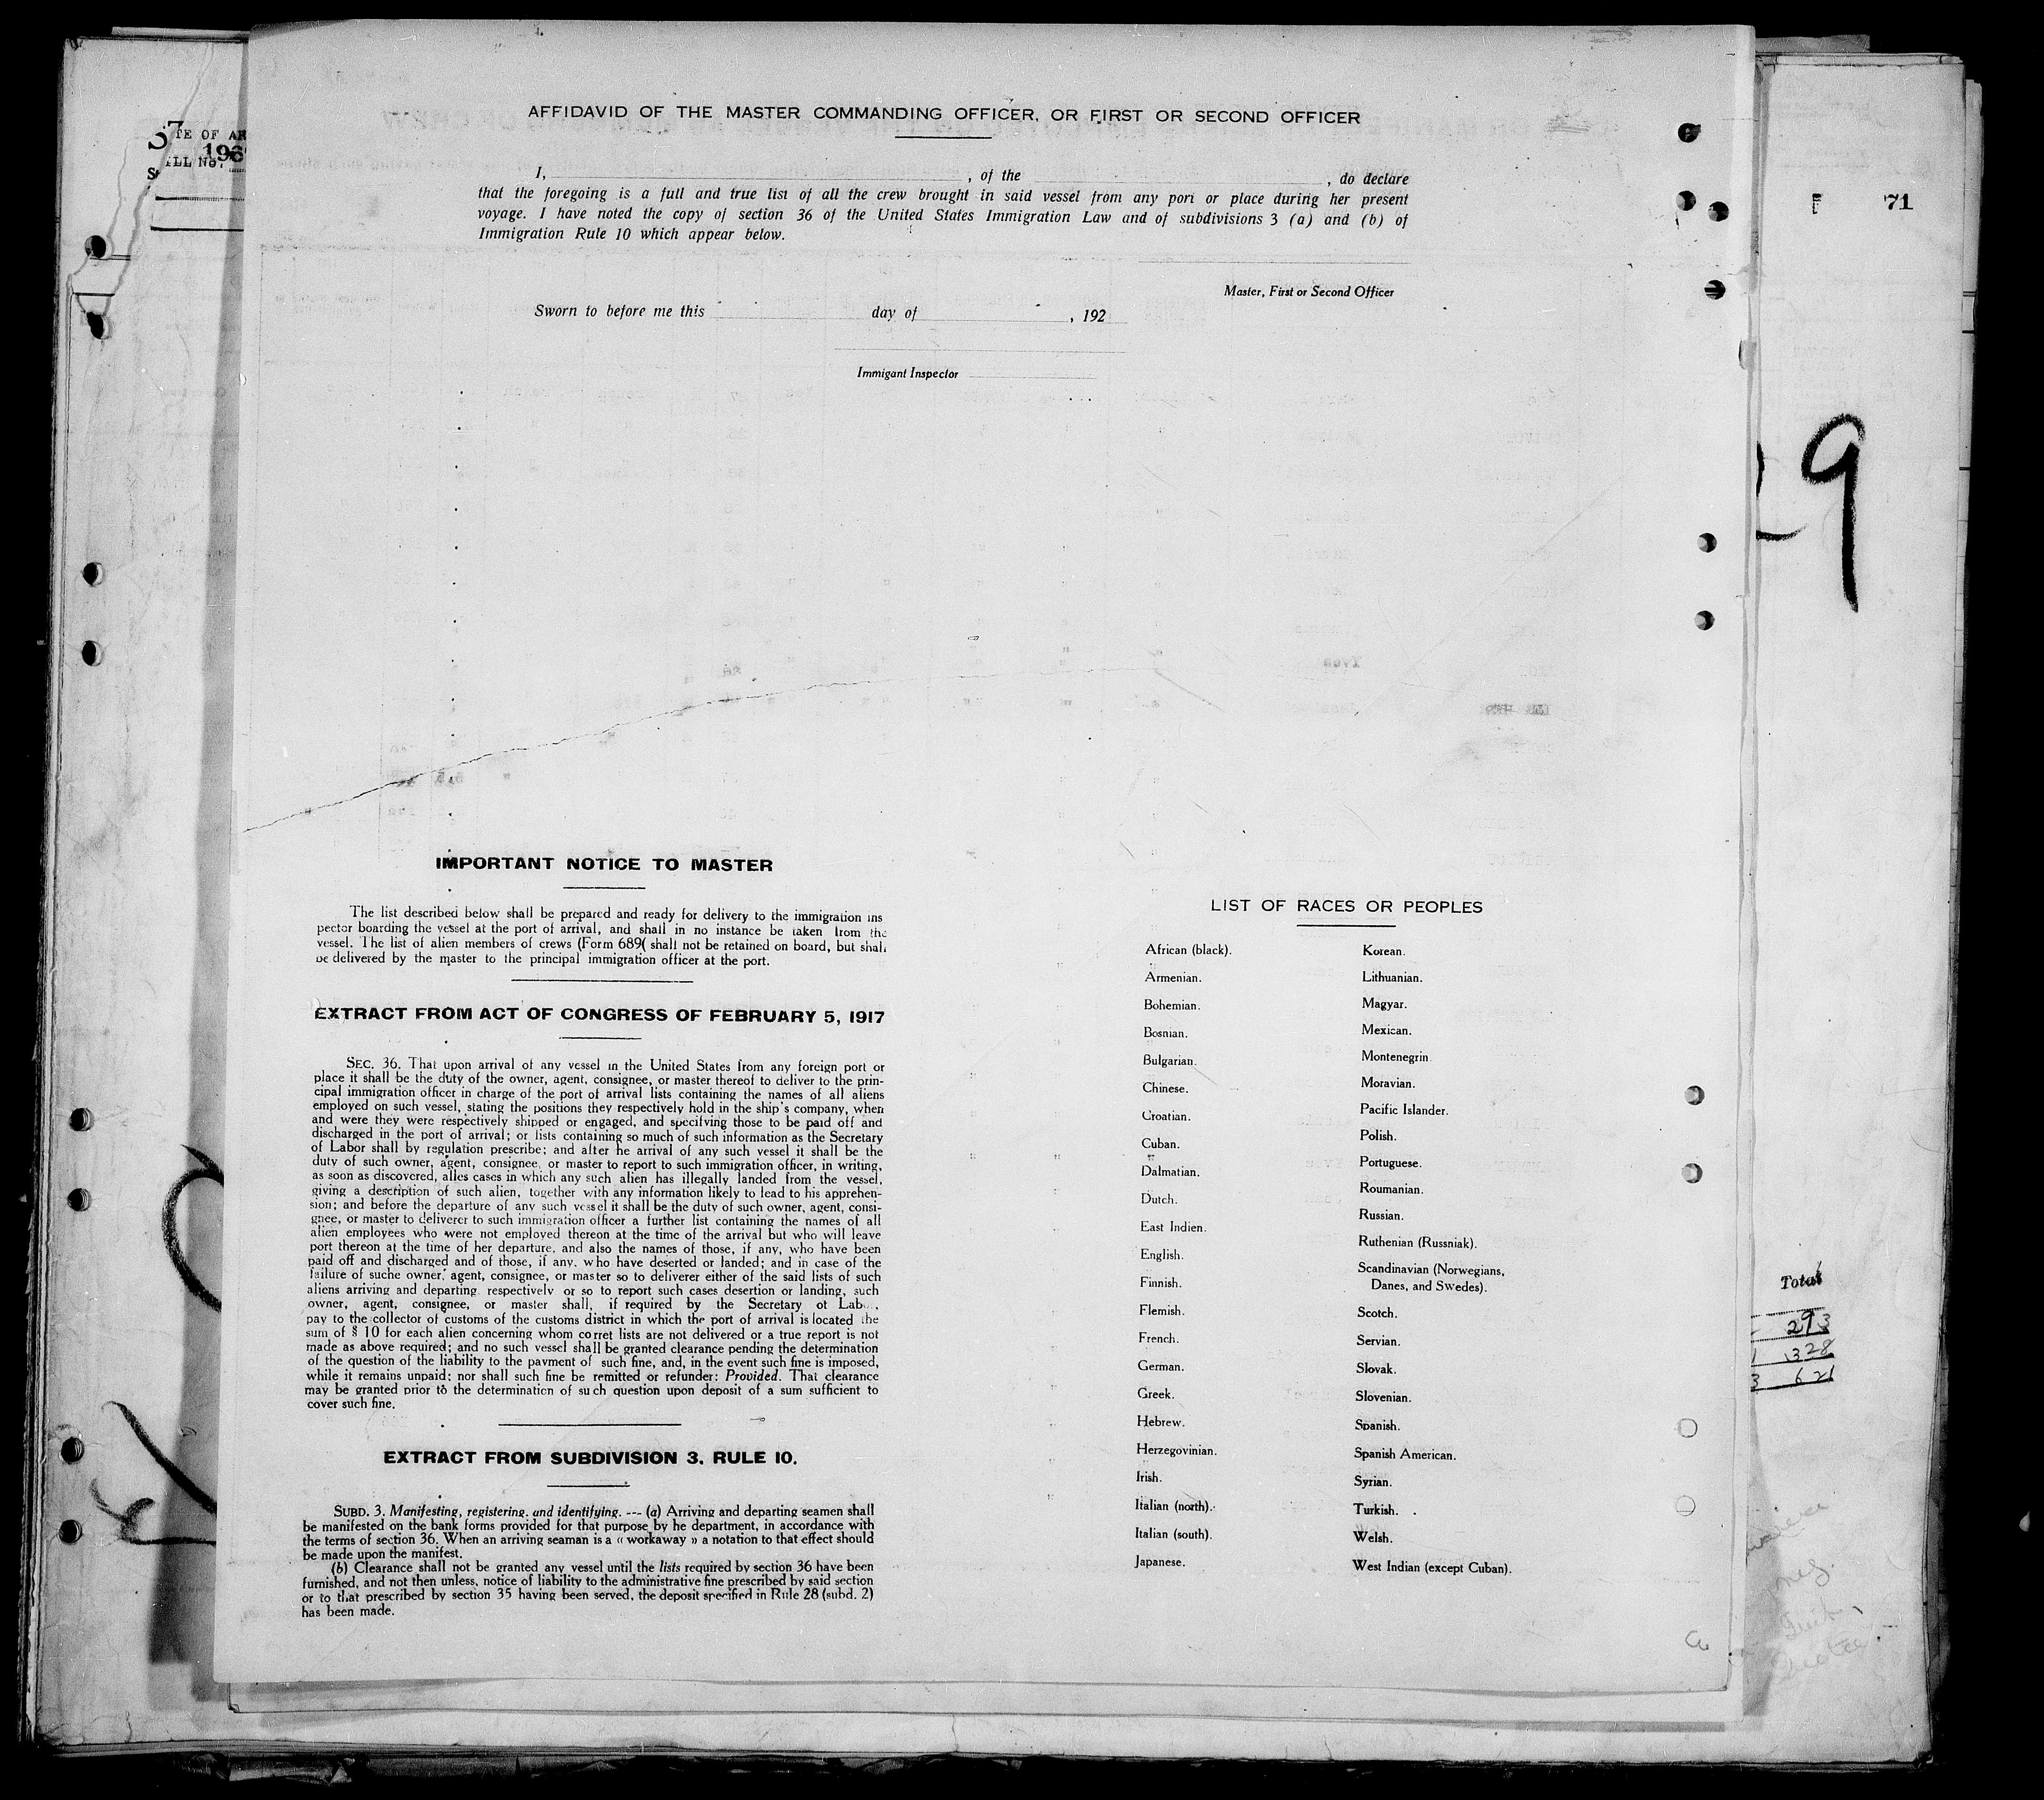 AFFIDAVID OF THE MASTER COMMANDING OFFICER, OR FIRST OR SECOND OFFICER
I, , of the , do declare
that the foregoing is a full and true list of all the crew brought in said vessel from any pori or place during her present
voyage. I have noted the copy of section 36 of the United States Immigration Law and of subdivisions 3 (a) and (b) of
Immigration Rule 10 which appear below.
Master, First or Second Officer
Sworn to before me this day of , 192
Immigant Inspector
IMPORTANT NOTICE TO MASTER
The list described below shall be prepared and ready for delivery to the immigration ins
pector boarding the vessel at the port of arrival, and shall in no instance be taken from the
vessel. The list of alien members of crews (Form 689( shall not be retained on board, but shall
be delivered by the master to the principal immigration officer at the port.
EXTRACT FROM ACT OF CONGRESS OF FEBRUARY 5, 1917
SEC. 36. That upon arrival of any vessel in the United States from any foreign port or
place it shall be the duty of the owner, agent, consignee, or master thereof to deliver to the prin-
cipal immigration officer in charge of the port of arrival lists containing the names of all aliens
employed on such vessel, stating the positions they respectively hold in the ship's company, when
and were they were respectively shipped or engaged, and specifving those to be paid off and
discharged in the port of arrival; or lists containing so much of such information as the Secretary
of Labor shall by regulation prescribe; and alter he arrival of any such vessel it shall be the
duty of such owner, agent, consignee, or master to report to such immigration officer, in writing,
as soon as discovered, alles cases in which any such alien has illegally landed from the vessel,
giving a description of such alien, together with any information likely to lead to his apprehen-
sion; and before the departure of any such vessel it shall be the duty of such owner, agent, consi-
gnee, or master to deliverer to such immigration officer a further list containing the names of all
alien employees who were not employed thereon at the time of the arrival but who will leave
port thereon at the time of her departure, and also the names of those, if any, who have been
paid off and discharged and of those, if any, who have deserted or landed; and in case of the
failure of suche owner, agent, consignee, or master so to deliverer either of the said lists of such
aliens arriving and departing, respectively or so to report such cases desertion or landing, such
owner, agent, consignee, or master shall, if required by the Secretary ot Labor,
pay to the collector of customs of the customs district in which the port of arrival is located the
sum of § 10 for each alien concerning whom corret lists are not delivered or a true report is not
made as above required; and no such vessel shall be granted clearance pending the determination
of the question of the liability to the pavment of such fine, and, in the event such fine is imposed,
while it remains unpaid; nor shall such fine be remitted or refunder: Provided. That clearance
may be granted prior to the determination of such question upon deposit of a sum sufficient to
cover such fine.
EXTRACT FROM SUBDIVISION 3, RULE 10.
SUBD. 3. Manifesting, registering, and identifying. --- (a) Arriving and departing seamen shall
be manifested on the bank forms provided for that purpose by he department, in accordance with
the terms of section 36. When an arriving seaman is a « workaway » a notation to that effect should
be made upon the manifest.
(b) Clearance shall not be granted any vessel until the lists required by section 36 have been
furnished, and not then unless, notice of liability to the administrative fine prescribed by said section
or to that prescribed by section 35 having been served, the deposit specified in Rule 28 (subd. 2)
has been made.
LIST OF RACES OR PEOPLES
African (black).
Armenian.
Bohemian.
Bosnian.
Bulgarian.
Chinese.
Croatian.
Cuban.
Dalmatian.
Dutch.
East Indien.
English.
Finnish.
Flemish.
French.
German.
Greek.
Hebrew.
Herzegovinian.
Irish.
Italian (north).
Italian (south).
Japanese.
Korean.
Lithuanian.
Magyar.
Mexican.
Montenegrin
Moravian.
Pacific Islander.
Polish.
Portuguese.
Roumanian.
Russian.
Ruthenian (Russniak).
Scandinavian (Norwegians,
Danes, and Swedes).
Scotch.
Servian.
Slovak.
Slovenian.
Spanish.
Spanish American.
Syrian.
Turkish.
Welsh.
West Indian (except Cuban).
TE OF AR
ILL No. 196
71
9
Total
293
328
621